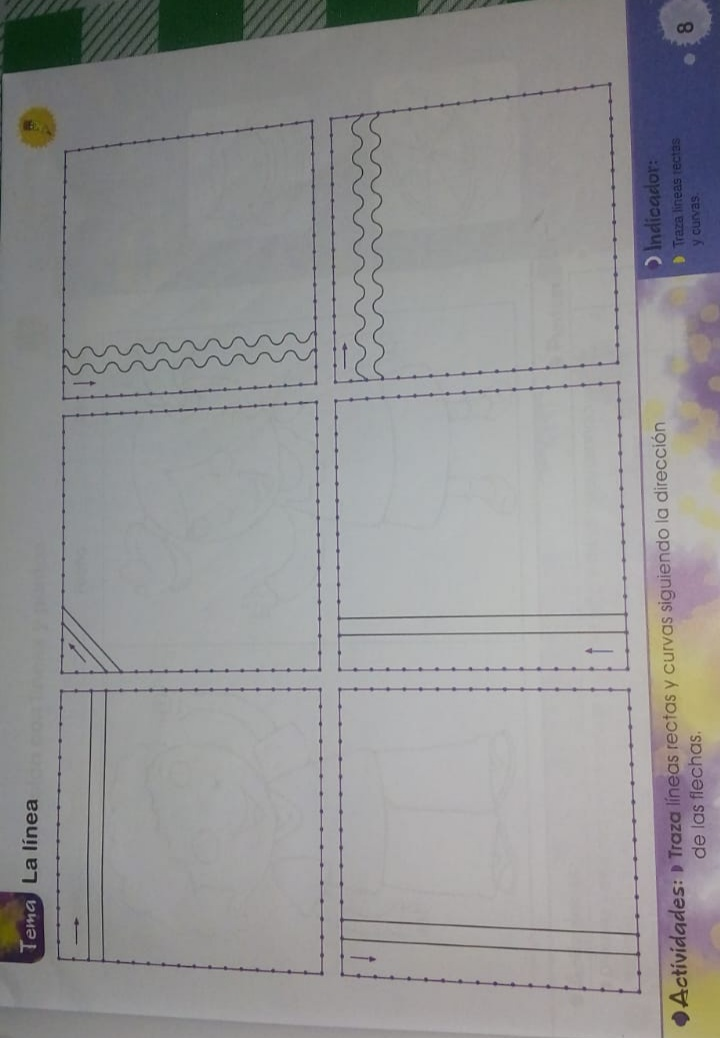 Tema La línea
Actividades: Traza líneas rectas y curvas siguiendo la dirección
de las flechas.
Indicador:
Traza líneas rectas
y curvas.
8